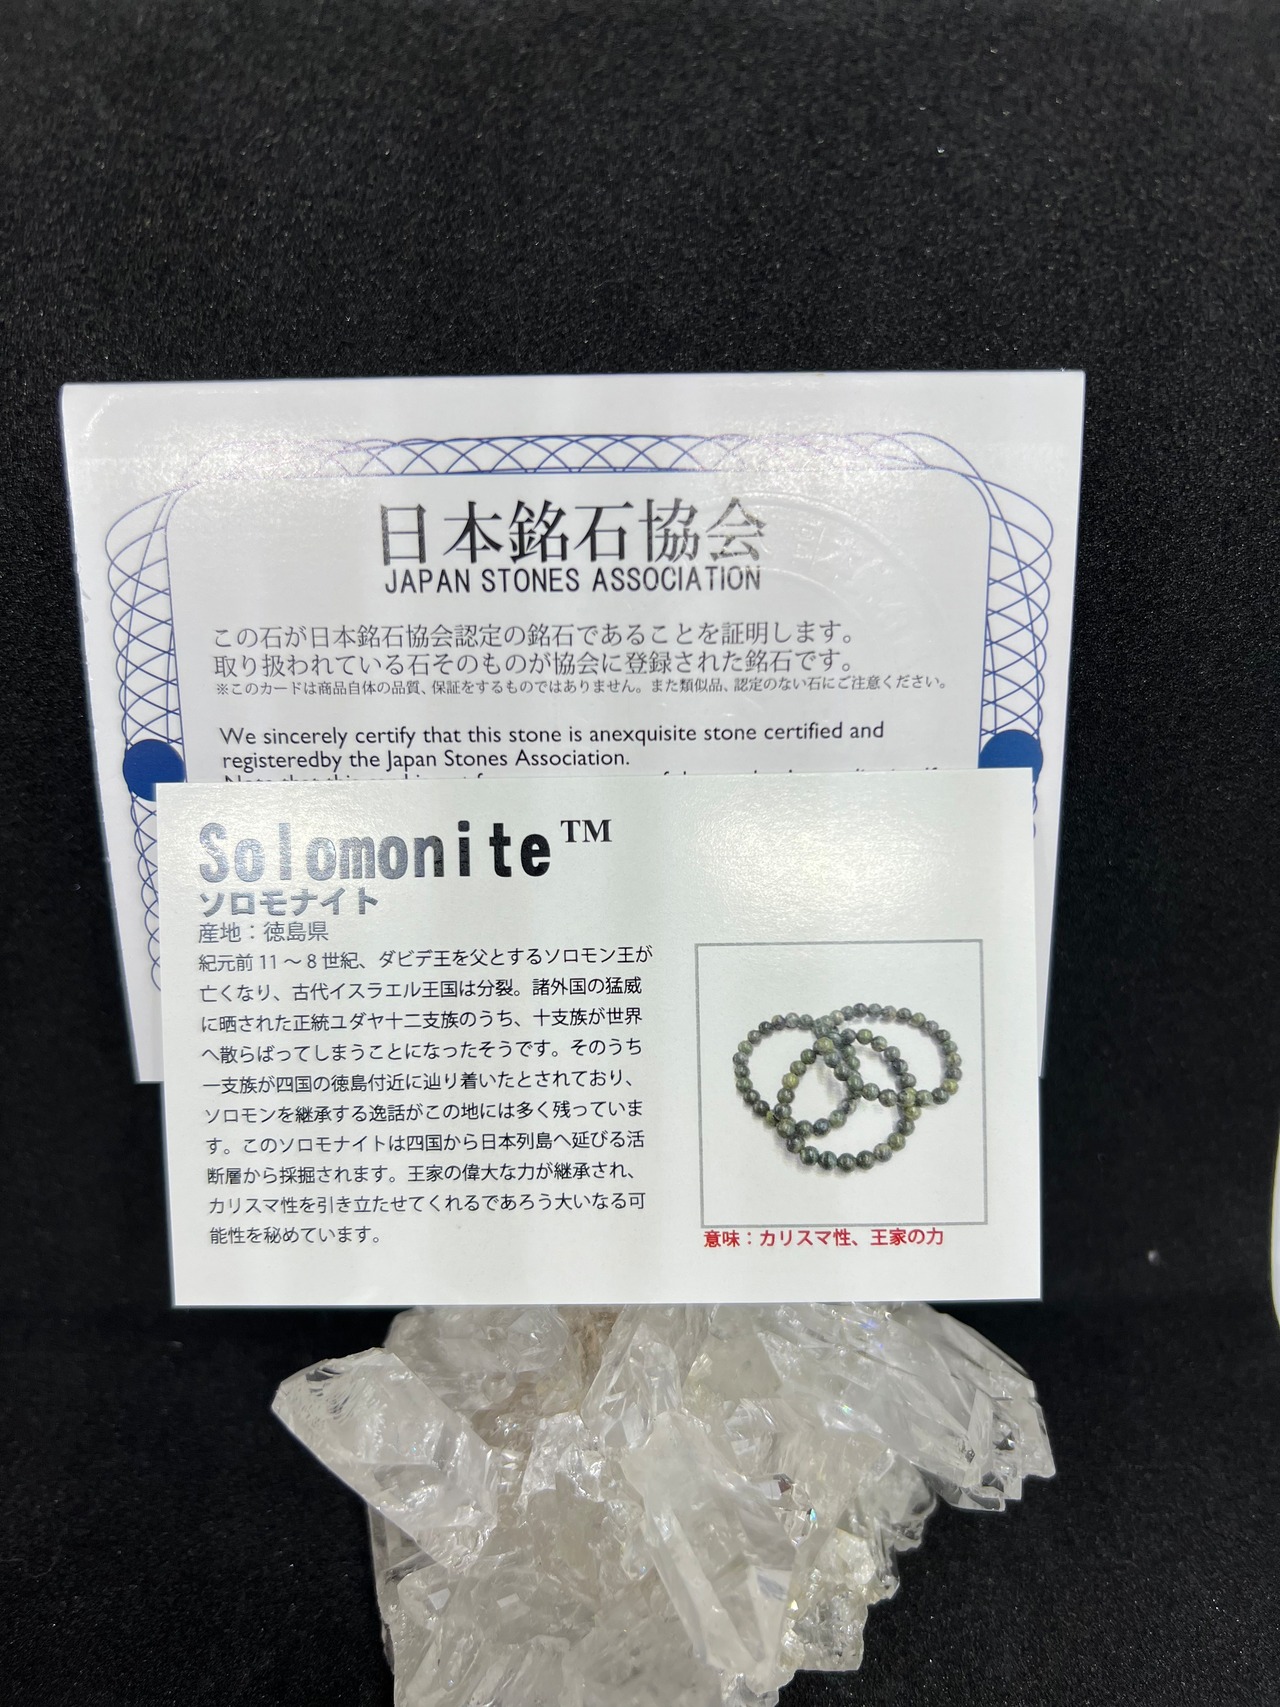 日本銘石協会
JAPAN STONES ASSOCIATION
この石が日本銘石協会認定の銘石であることを証明します。
取り扱われている石そのものが協会に登録された銘石です。
※このカードは商品自体の品質、保証をするものではありません。また類似品、認定のない石にご注意ください。
We sincerely certify that this stone is anexquisite stone certified and
registeredby the Japan Stones Association.
Solomonite™
ソロモナイト
産地：徳島県
紀元前11～8世紀、ダビデ王を父とするソロモン王が
亡くなり、古代イスラエル王国は分裂。諸外国の猛威
に晒された正統ユダヤ十二支族のうち、十支族が世界
へ散らばってしまうことになったそうです。そのうち
一支族が四国の徳島付近に辿り着いたとされており、
ソロモンを継承する逸話がこの地には多く残っていま
す。このソロモナイトは四国から日本列島へ延びる活
断層から採掘されます。王家の偉大な力が継承され、
カリスマ性を引き立たせてくれるであろう大いなる可
能性を秘めています。
意味：カリスマ性、王家の力